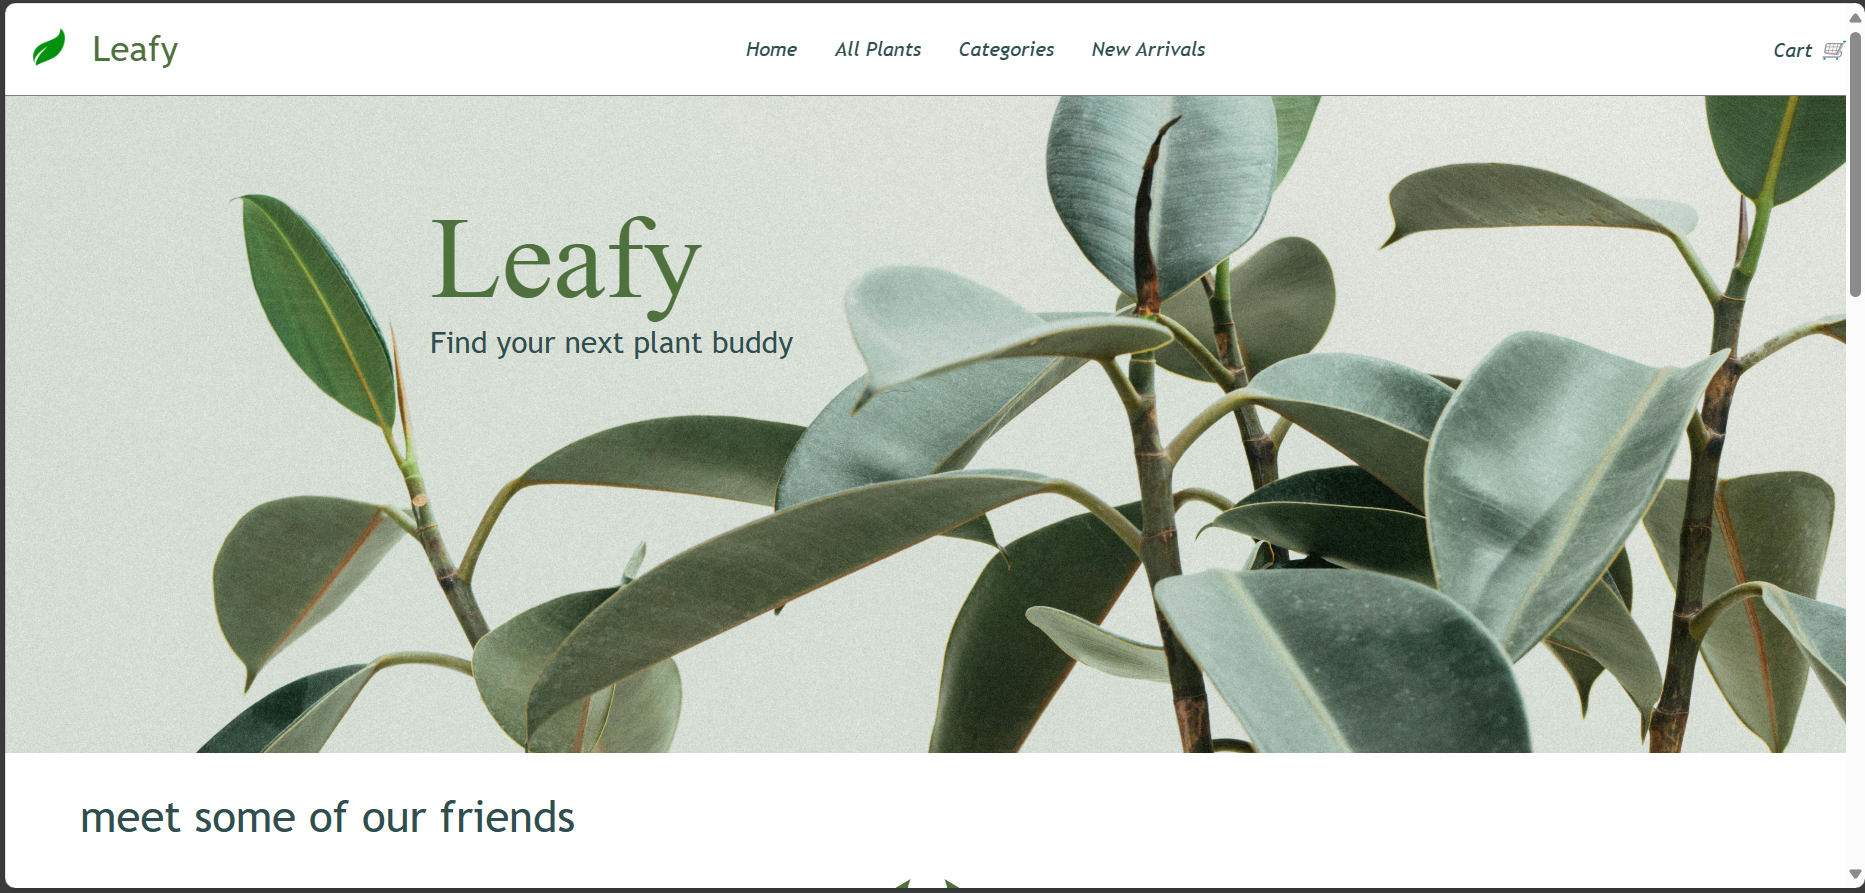 Leafy
Home All Plants Categories New Arrivals
Cart
Leafy
Find your next plant buddy
meet some of our friends